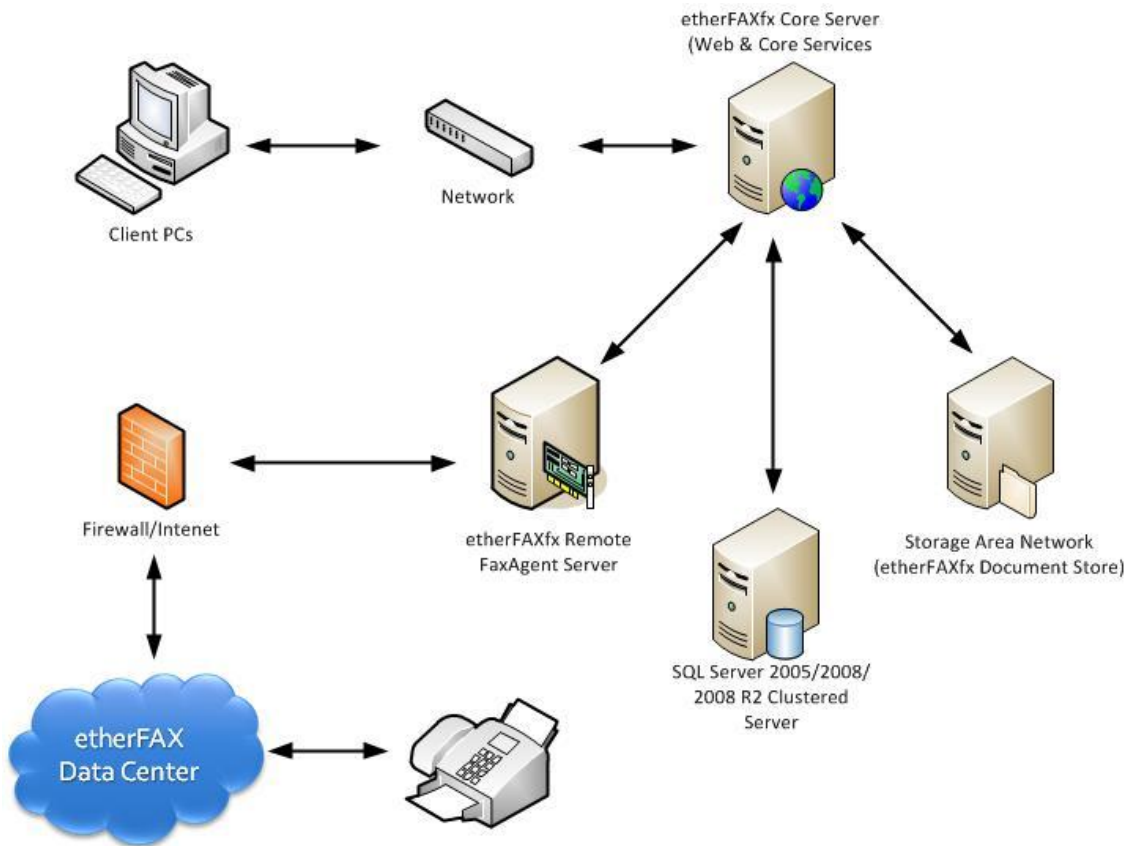 etherFAXfx Core Server
(Web & Core Services
Network
Client PCs
Firewall/Intenet
etherFAXfx Remote
FaxAgent Server
Storage Area Network
(etherFAXfx Document Store)
SQL Server 2005/2008/
2008 R2 Clustered
Server
etherFAX
Data Center